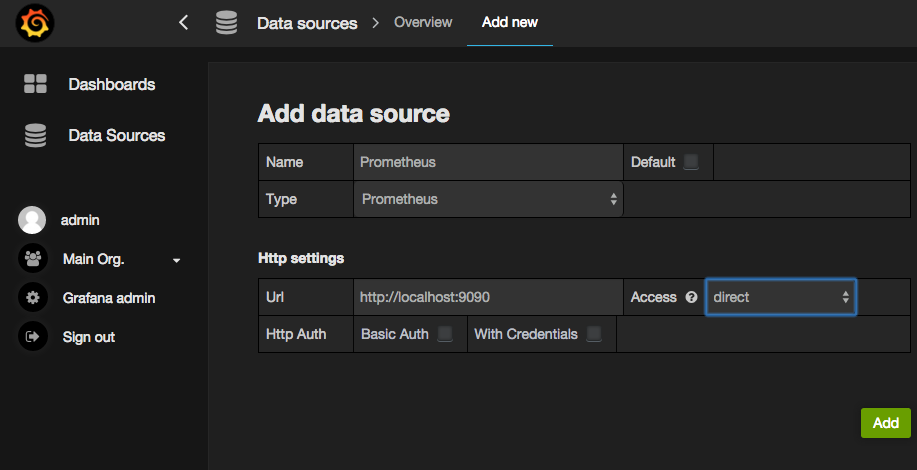 Data sources > Overview Add new
Dashboards
Data Sources
admin
Main Org.
Grafana admin
Sign out
Add data source
Name Prometheus Default
Type Prometheus
Http settings
Url http://localhost:9090 Access ? direct
Http Auth Basic Auth With Credentials
Add